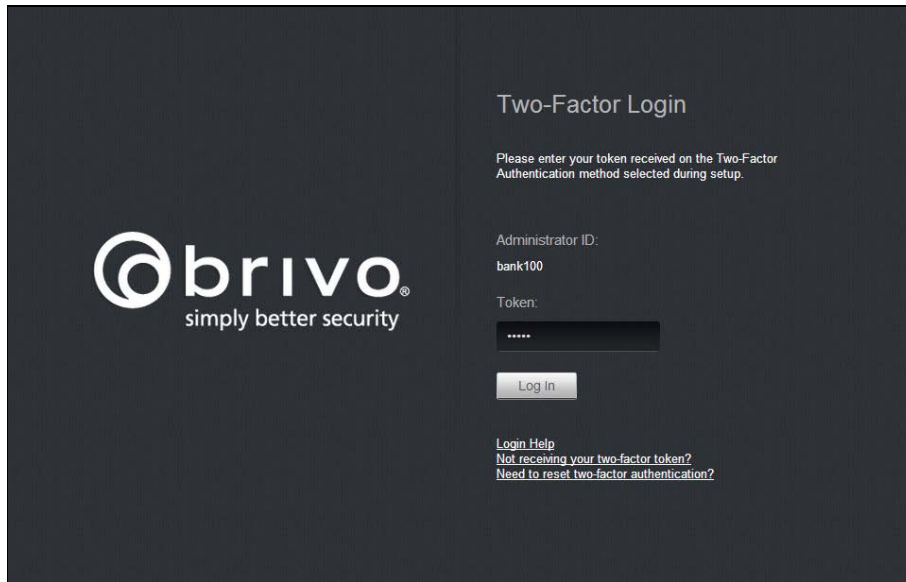 brivo®
simply better security
Two-Factor Login
Please enter your token received on the Two-Factor
Authentication method selected during setup.
Administrator ID:
bank100
Token:
•••••
Log In
Login Help
Not receiving your two-factor token?
Need to reset two-factor authentication?